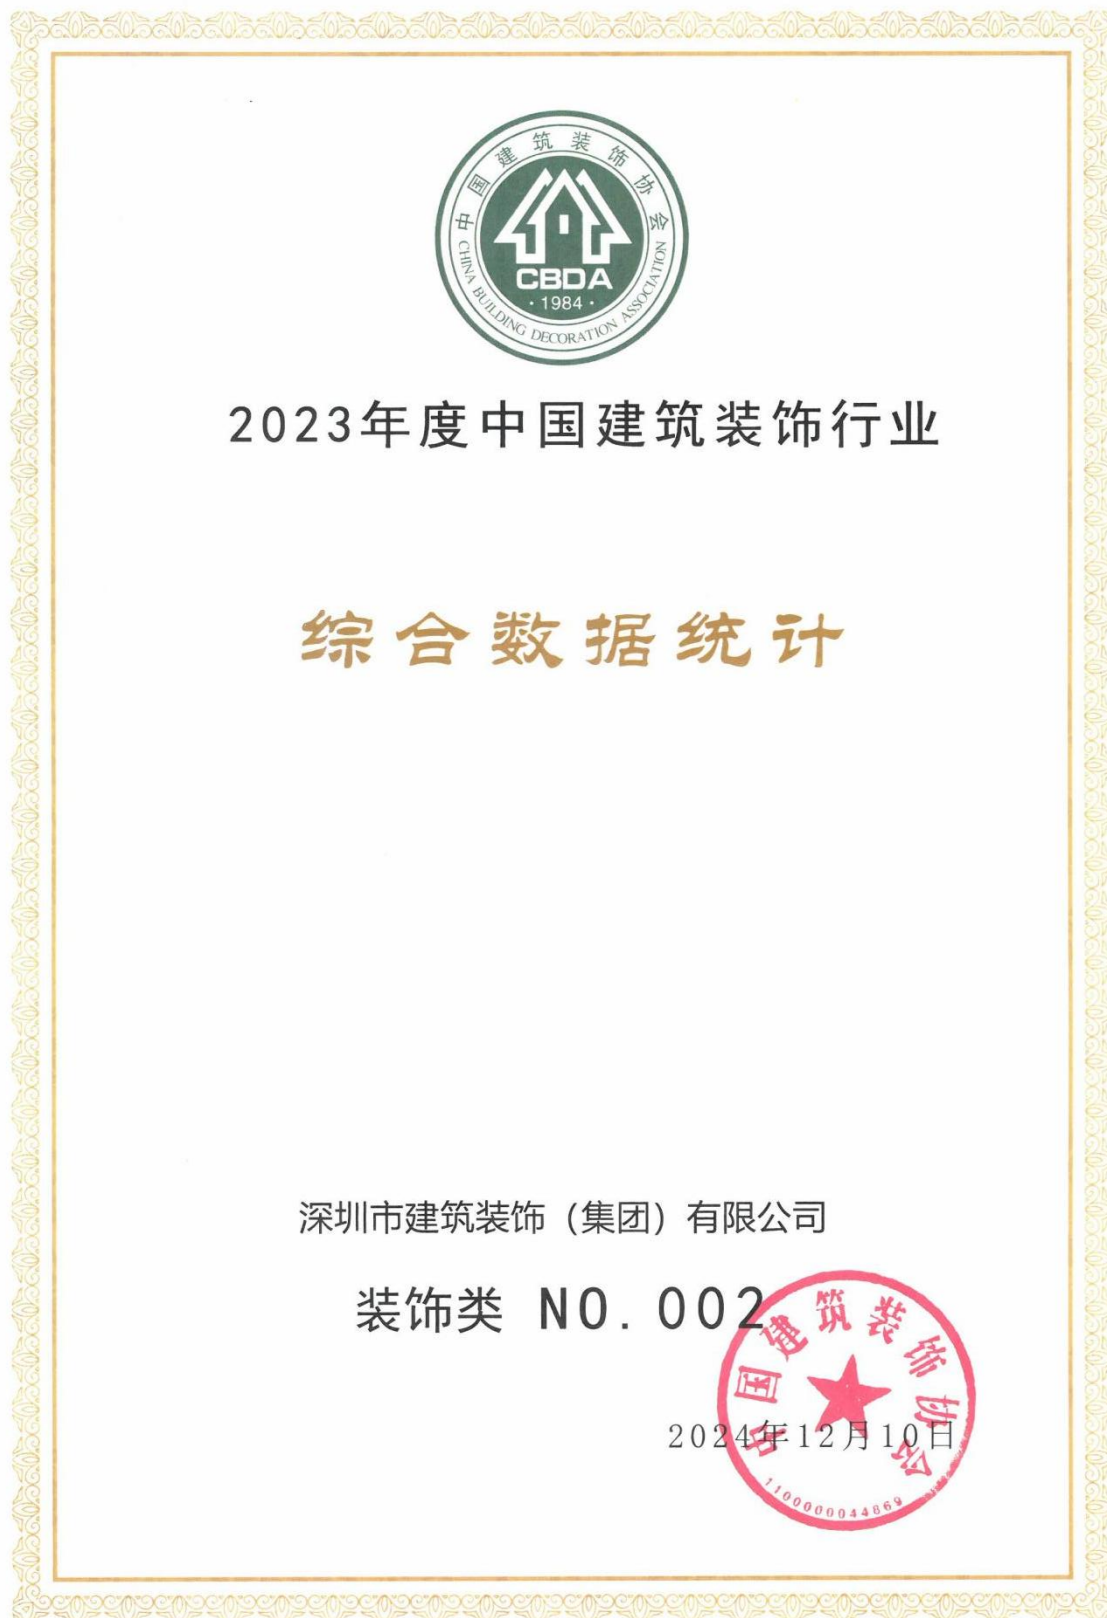 中国建筑装饰协会
CBDA
·1984·
CHINA BUILDING DECORATION ASSOCIATION
2023年度中国建筑装饰行业
综合数据统计
深圳市建筑装饰（集团）有限公司
装饰类 NO.002
中国建筑装饰协会
2024年12月10日
1100000044869